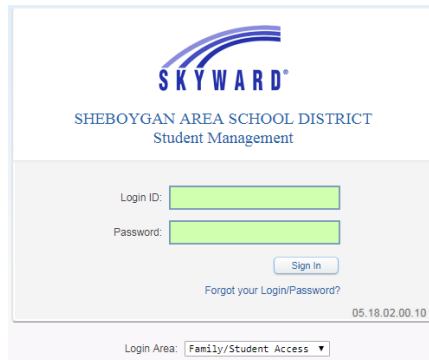 SKYWARD®
SHEBOYGAN AREA SCHOOL DISTRICT
Student Management
Login ID:
Password:
Sign In
Forgot your Login/Password?
05.18.02.00.10
Login Area: Family/Student Access ▼